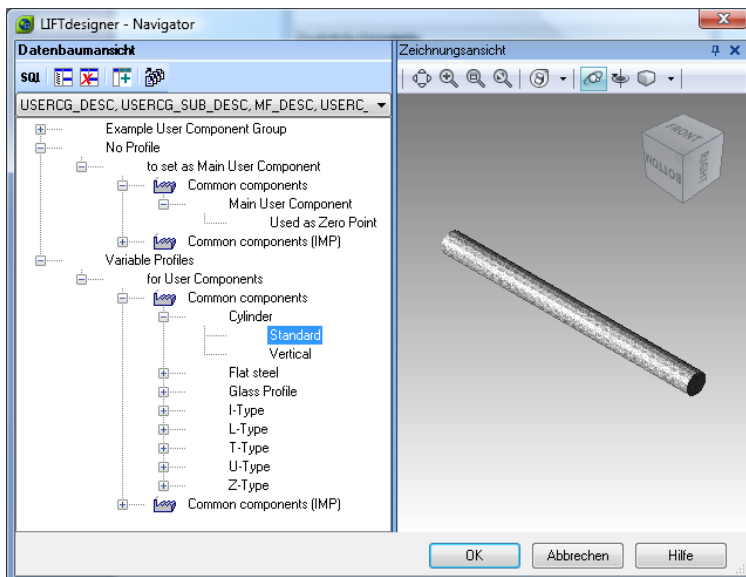 LIFTdesigner - Navigator
Datenbaumansicht
SQL
USERCG_DESC, USERCG_SUB_DESC, MF_DESC, USERC_
Example User Component Group
No Profile
to set as Main User Component
Common components
Main User Component
Used as Zero Point
Common components (IMP)
Variable Profiles
for User Components
Common components
Cylinder
Standard
Vertical
Flat steel
Glass Profile
I-Type
L-Type
T-Type
U-Type
Z-Type
Common components (IMP)
Zeichnungsansicht
FRONT
BOTTOM
RIGHT
OK
Abbrechen
Hilfe